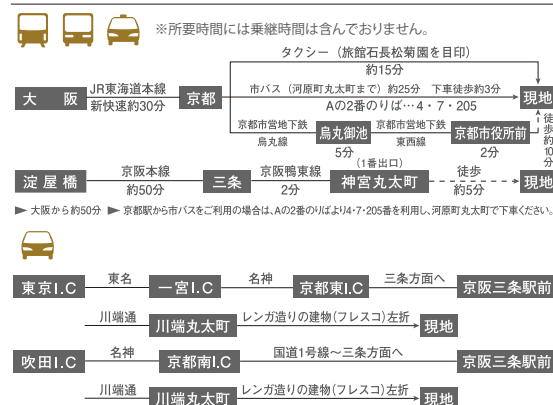 ※所要時間には乗継時間は含んでおりません。
タクシー（旅館石長松菊園を目印）
約15分
大　阪
JR東海道本線
新快速約30分
京都
市バス（河原町丸太町まで）約25分　下車徒歩約3分
Aの2番のりば…4・7・205
現地
京都市営地下鉄
烏丸線
烏丸御池
5分
京都市営地下鉄
東西線
京都市役所前
2分
徒歩約10分
淀屋橋
京阪本線
約50分
三条
京阪鴨東線
2分
（1番出口）
神宮丸太町
徒歩
約5分
現地
▶ 大阪から約50分　▶ 京都駅から市バスをご利用の場合は、Aの2番のりばより4・7・205番を利用し、河原町丸太町で下車ください。
東京I.C　東名　一宮I.C　名神　京都東I.C　三条方面へ　京阪三条駅前
川端通　川端丸太町　レンガ造りの建物（フレスコ）左折　現地
吹田I.C　名神　京都南I.C　国道1号線～三条方面へ　京阪三条駅前
川端通　川端丸太町　レンガ造りの建物（フレスコ）左折　現地